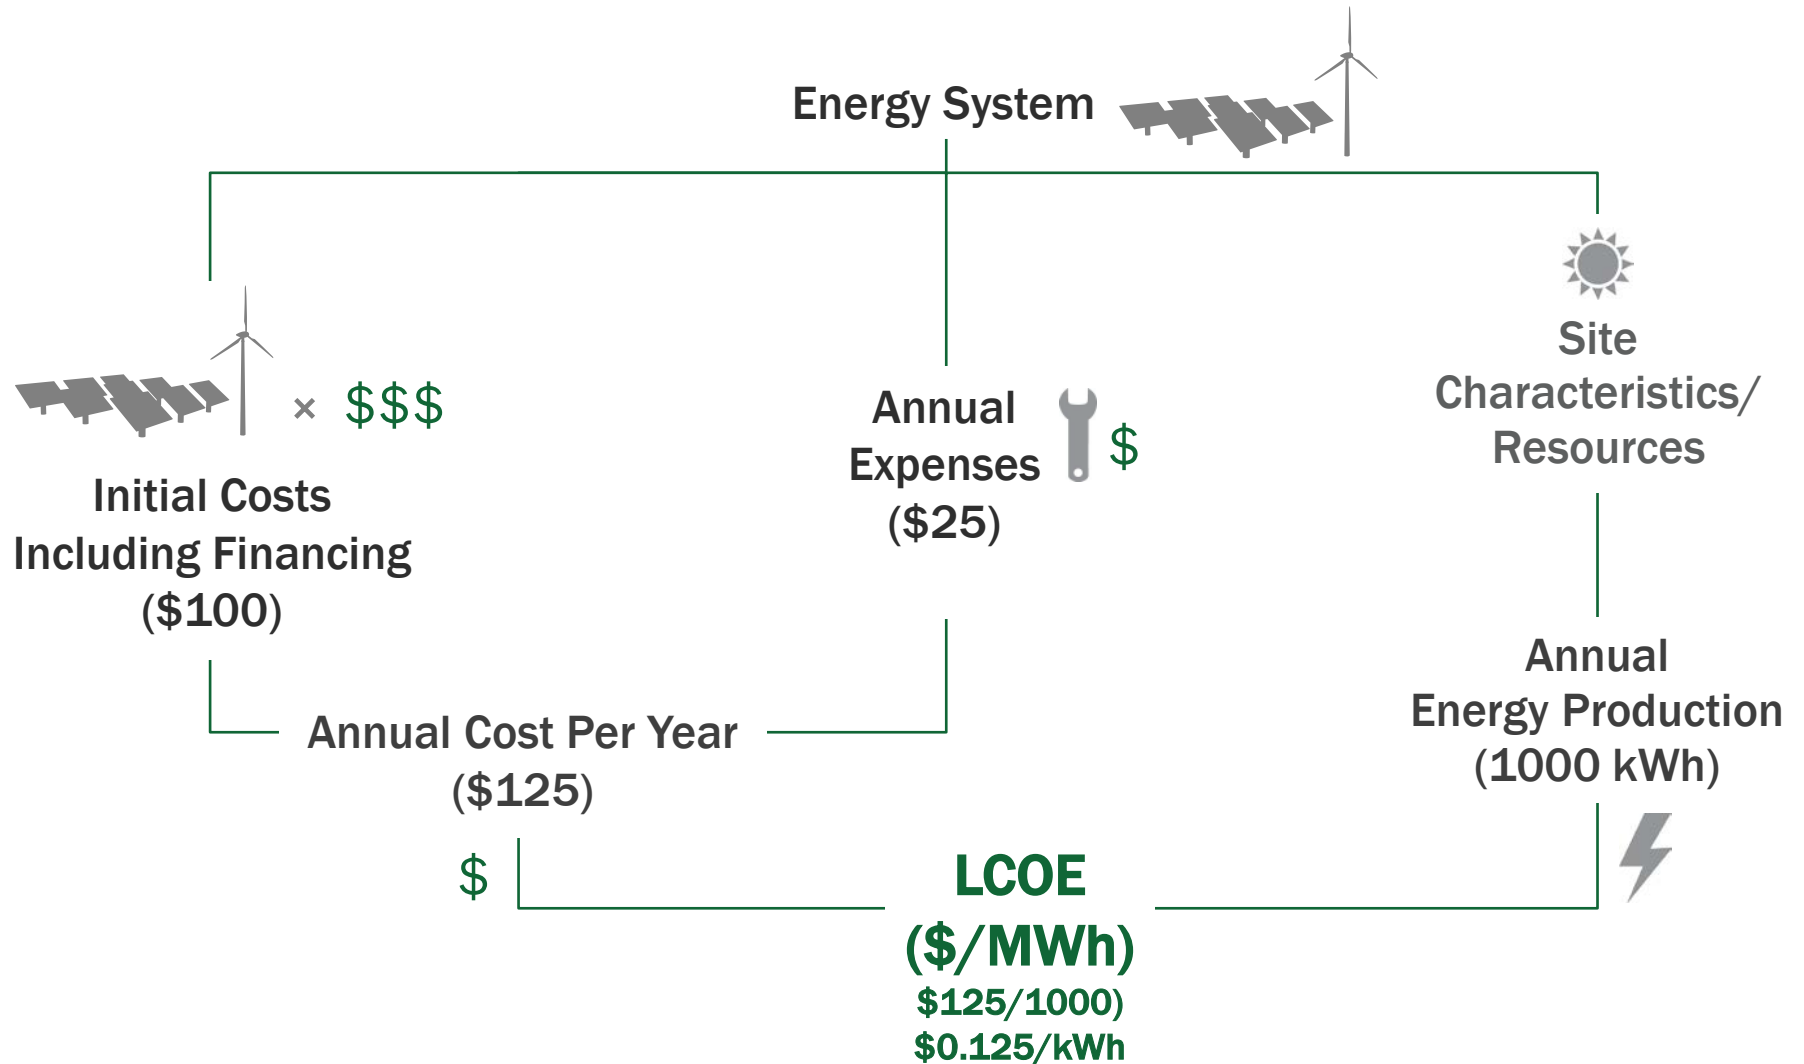 Energy System
× $$$
Initial Costs
Including Financing
($100)
Annual
Expenses
($25)
$
Site
Characteristics/
Resources
Annual Cost Per Year
($125)
$
Annual
Energy Production
(1000 kWh)
LCOE
($/MWh)
$125/1000)
$0.125/kWh